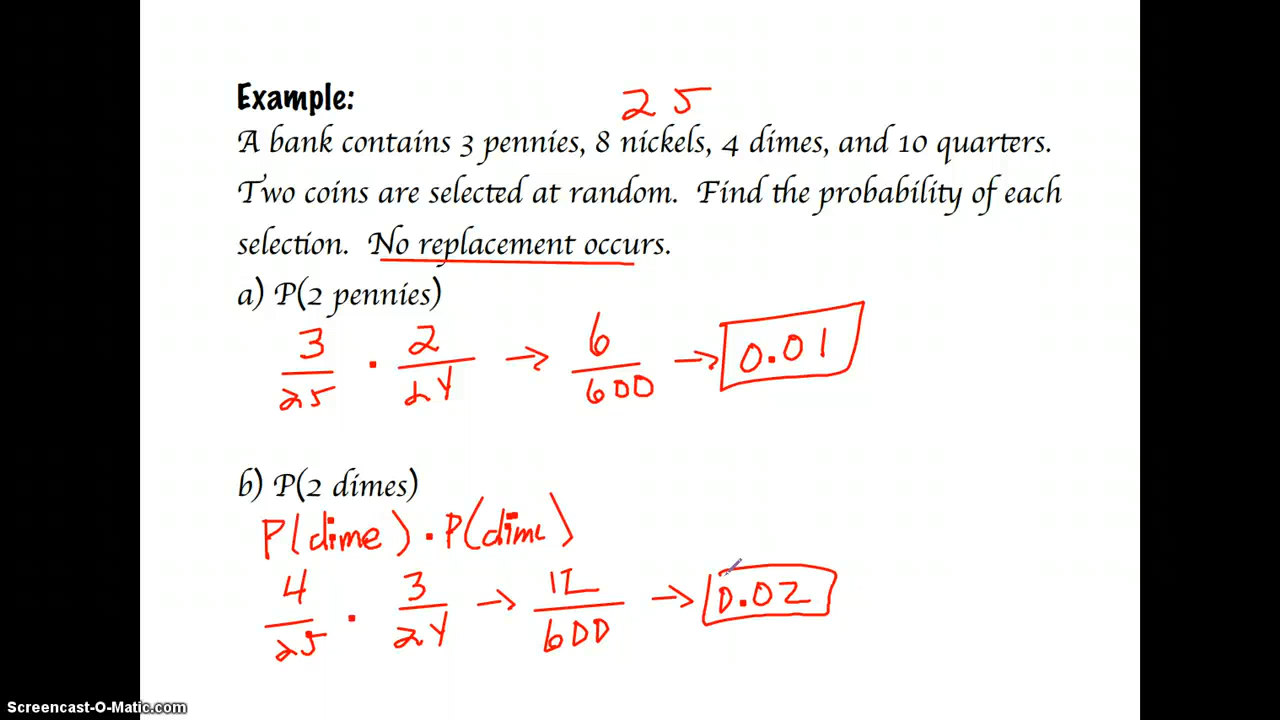 Example:
25
A bank contains 3 pennies, 8 nickels, 4 dimes, and 10 quarters.
Two coins are selected at random. Find the probability of each
selection. No replacement occurs.
a) P(2 pennies)
3/25 · 2/24 → 6/600 → 0.01
b) P(2 dimes)
P(dime) · P(dime)
4/25 · 3/24 → 12/600 → 0.02
Screencast-O-Matic.com